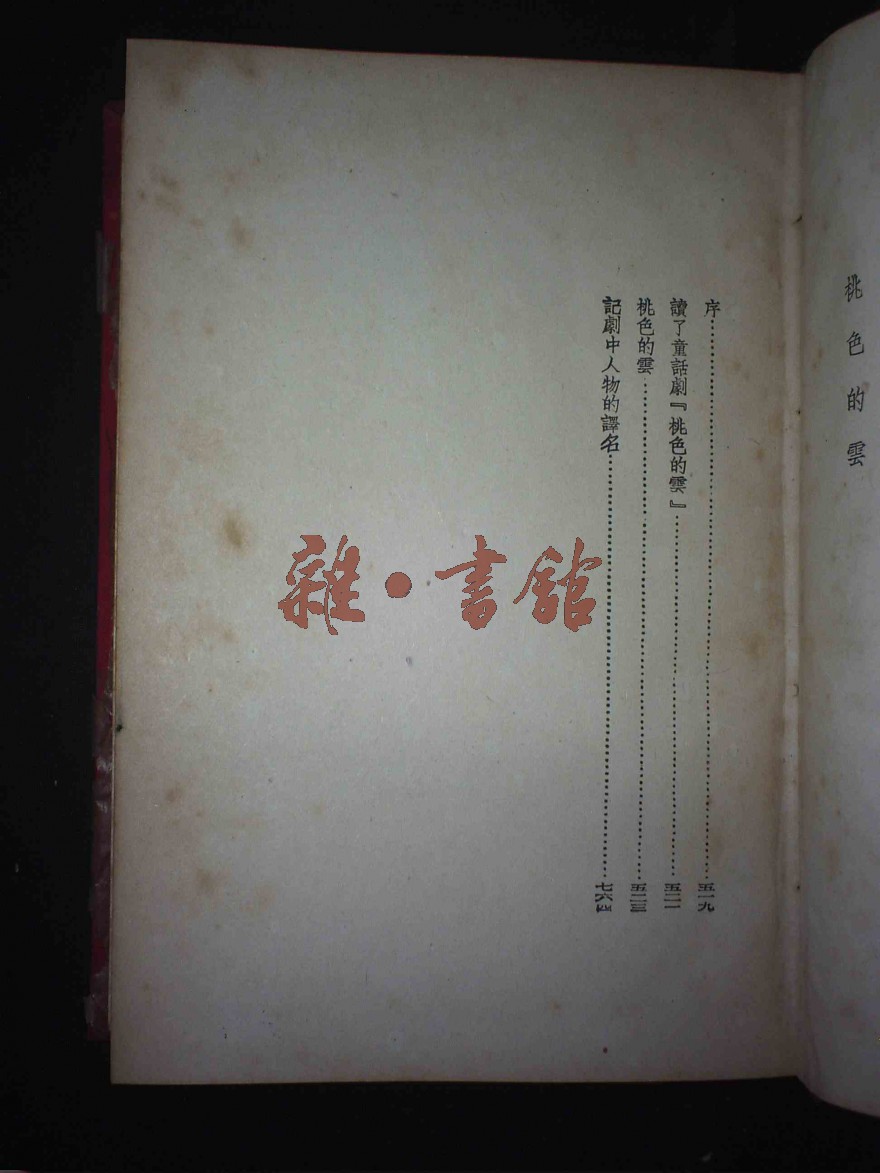 桃色的雲
序……五一九
讀了童話劇『桃色的雲』……五二一
桃色的雲……五二三
記劇中人物的譯名……七六四
雜·書館